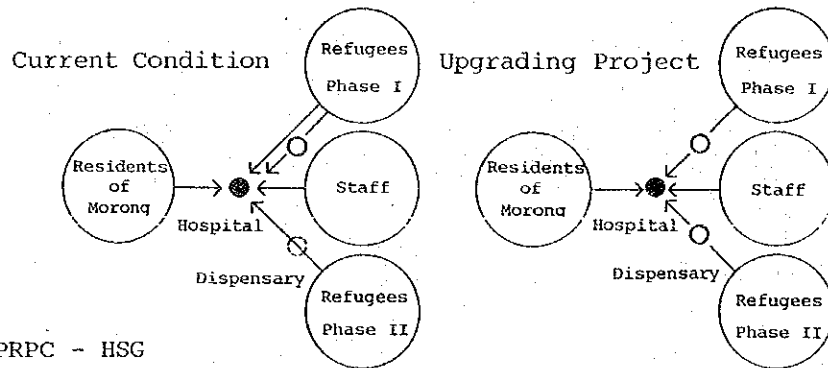 Current Condition
Refugees
Phase I
Residents
of
Morong
Staff
Hospital
Dispensary
Refugees
Phase II
Upgrading Project
Refugees
Phase I
Residents
of
Morong
Staff
Hospital
Dispensary
Refugees
Phase II
PRPC - HSG